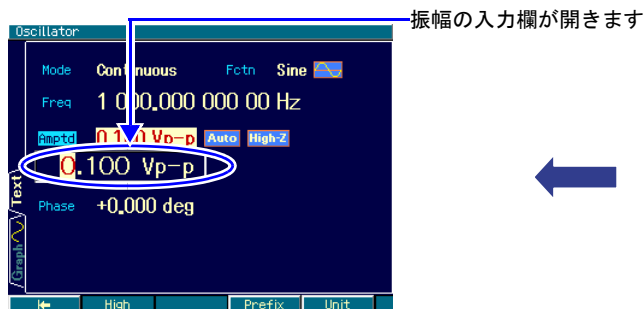 振幅の入力欄が開きます
Oscillator
Mode Continuous Fctn Sine
Freq 1 000.000 000 00 Hz
Amptd 0.100 Vp-p Auto High-Z
0.100 Vp-p
Phase +0.000 deg
Text
Graph
High Prefix Unit